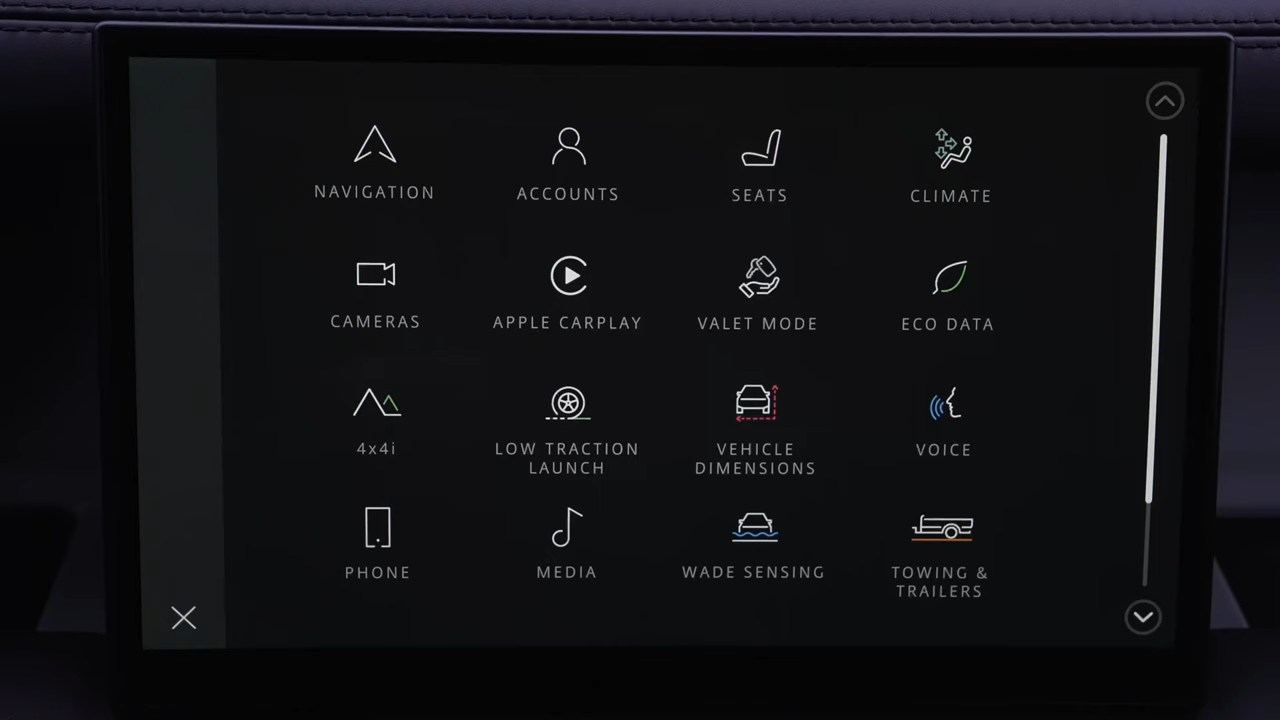 NAVIGATION
ACCOUNTS
SEATS
CLIMATE
CAMERAS
APPLE CARPLAY
VALET MODE
ECO DATA
4x4i
LOW TRACTION
LAUNCH
VEHICLE
DIMENSIONS
VOICE
PHONE
MEDIA
WADE SENSING
TOWING &
TRAILERS